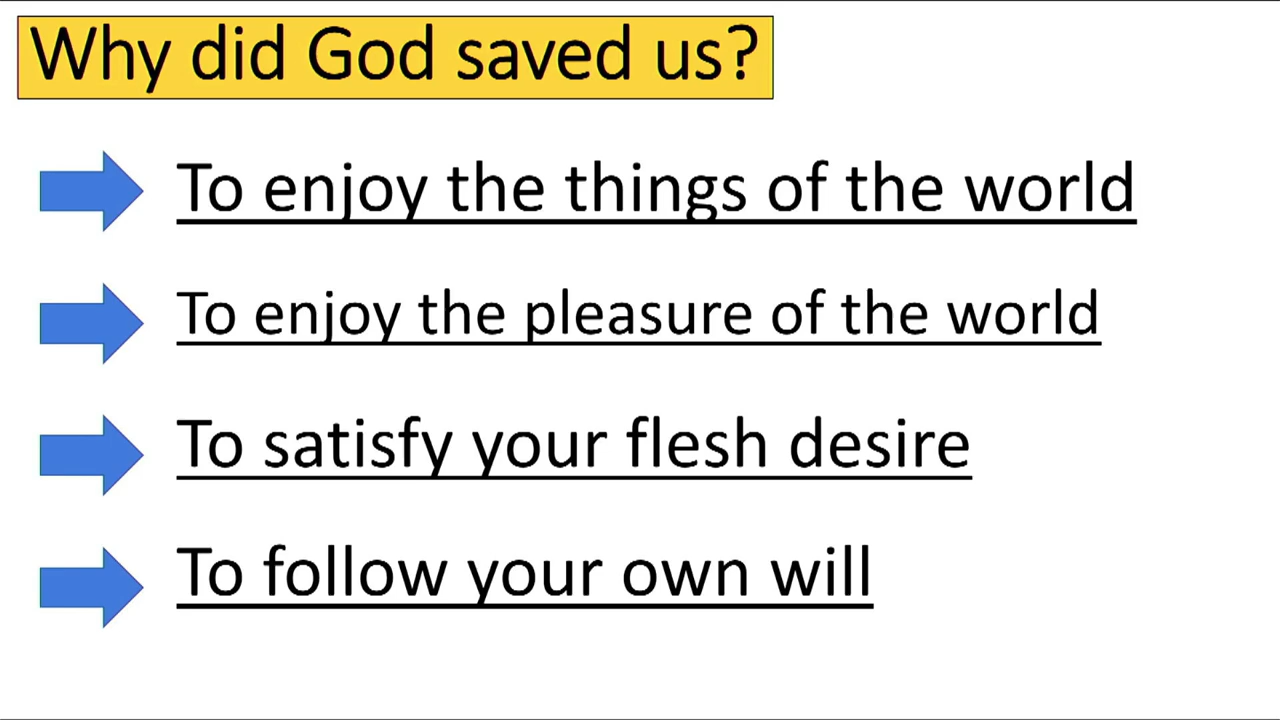 Why did God saved us?
To enjoy the things of the world
To enjoy the pleasure of the world
To satisfy your flesh desire
To follow your own will